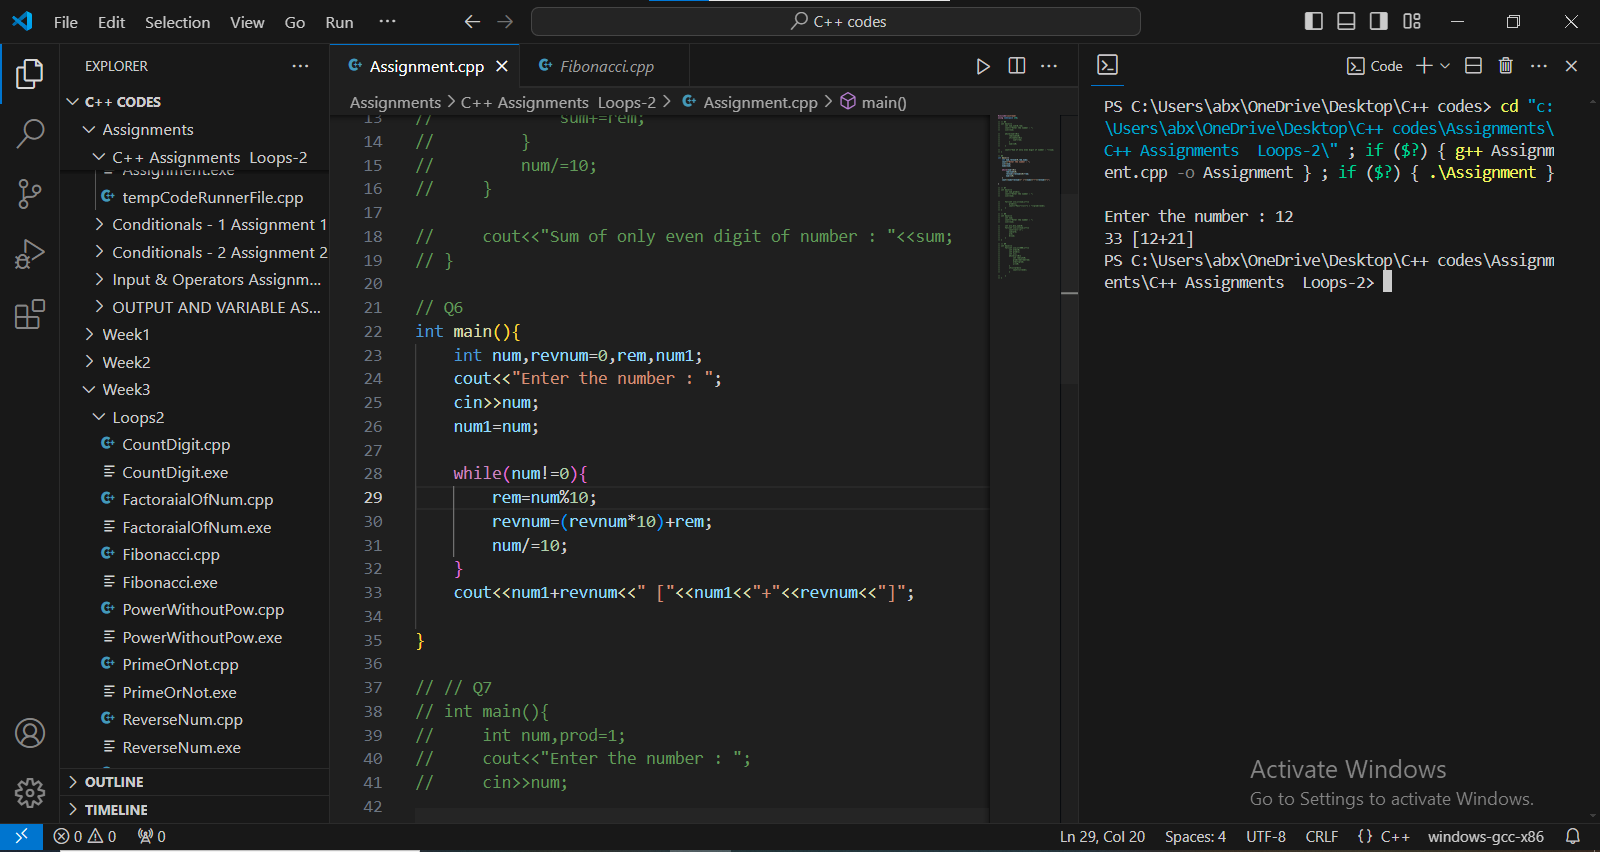 File Edit Selection View Go Run ··· C++ codes
EXPLORER ···
C++ CODES
Assignments
C++ Assignments  Loops-2
Assignment.exe
tempCodeRunnerFile.cpp
Conditionals - 1 Assignment 1
Conditionals - 2 Assignment 2
Input & Operators Assignm...
OUTPUT AND VARIABLE AS...
Week1
Week2
Week3
Loops2
CountDigit.cpp
CountDigit.exe
FactoraialOfNum.cpp
FactoraialOfNum.exe
Fibonacci.cpp
Fibonacci.exe
PowerWithoutPow.cpp
PowerWithoutPow.exe
PrimeOrNot.cpp
PrimeOrNot.exe
ReverseNum.cpp
ReverseNum.exe
OUTLINE
TIMELINE
Assignment.cpp Fibonacci.cpp
Assignments > C++ Assignments  Loops-2 > Assignment.cpp > main()
13 //             sum+=rem;
14 //         }
15 //         num/=10;
16 //     }
17
18 //     cout<<"Sum of only even digit of number : "<<sum;
19 // }
20
21 // Q6
22 int main(){
23     int num,revnum=0,rem,num1;
24     cout<<"Enter the number : ";
25     cin>>num;
26     num1=num;
27
28     while(num!=0){
29         rem=num%10;
30         revnum=(revnum*10)+rem;
31         num/=10;
32     }
33     cout<<num1+revnum<<" ["<<num1<<"+"<<revnum<<"]";
34
35 }
36
37 // // Q7
38 // int main(){
39 //     int num,prod=1;
40 //     cout<<"Enter the number : ";
41 //     cin>>num;
42
Code
PS C:\Users\abx\OneDrive\Desktop\C++ codes> cd "c:
\Users\abx\OneDrive\Desktop\C++ codes\Assignments\
C++ Assignments  Loops-2\" ; if ($?) { g++ Assignm
ent.cpp -o Assignment } ; if ($?) { .\Assignment }
Enter the number : 12
33 [12+21]
PS C:\Users\abx\OneDrive\Desktop\C++ codes\Assignm
ents\C++ Assignments  Loops-2>
Activate Windows
Go to Settings to activate Windows.
0 0 0 Ln 29, Col 20 Spaces: 4 UTF-8 CRLF {} C++ windows-gcc-x86